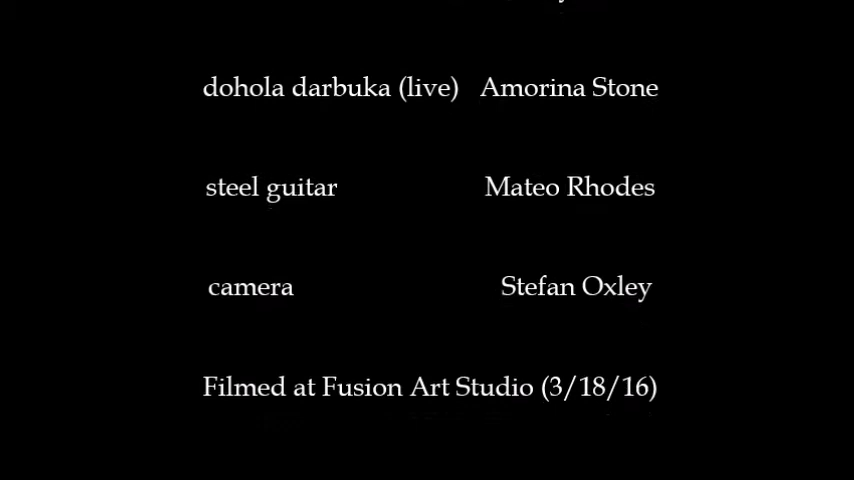 dohola darbuka (live) Amorina Stone
steel guitar Mateo Rhodes
camera Stefan Oxley
Filmed at Fusion Art Studio (3/18/16)